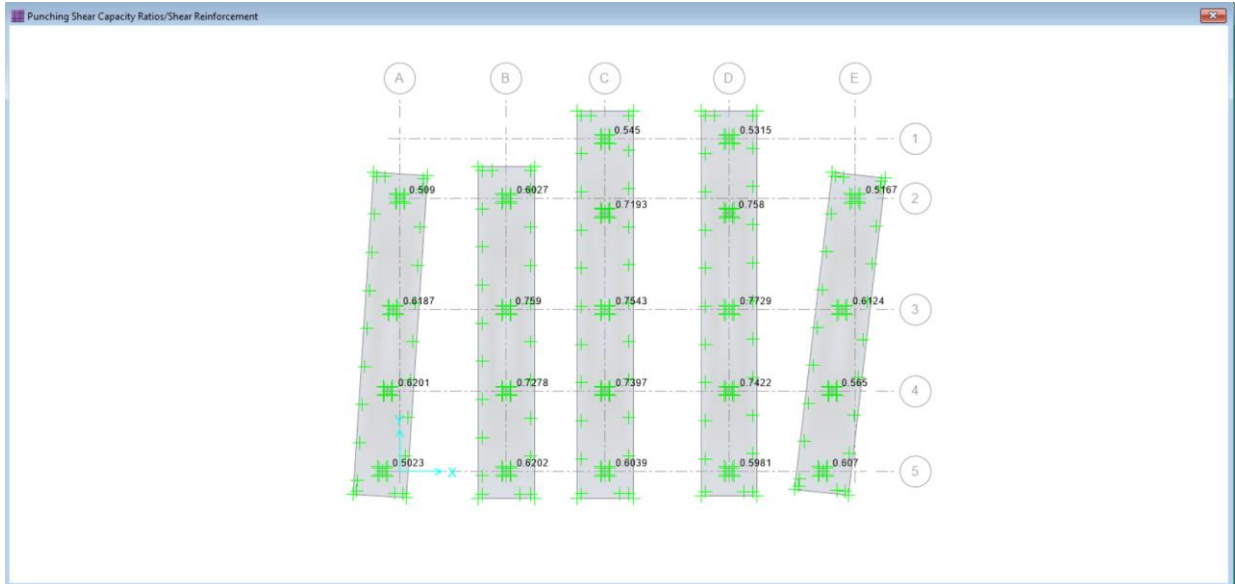 Punching Shear Capacity Ratios/Shear Reinforcement
A B C D E
0.545 0.5315 1
0.509 0.6027 0.5167 2
0.7193 0.758
0.6187 0.759 0.7543 0.7729 0.6124 3
0.6201 0.7278 0.7397 0.7422 0.565 4
Y
0.5023 0.6202 0.6039 0.5981 0.607 5
X